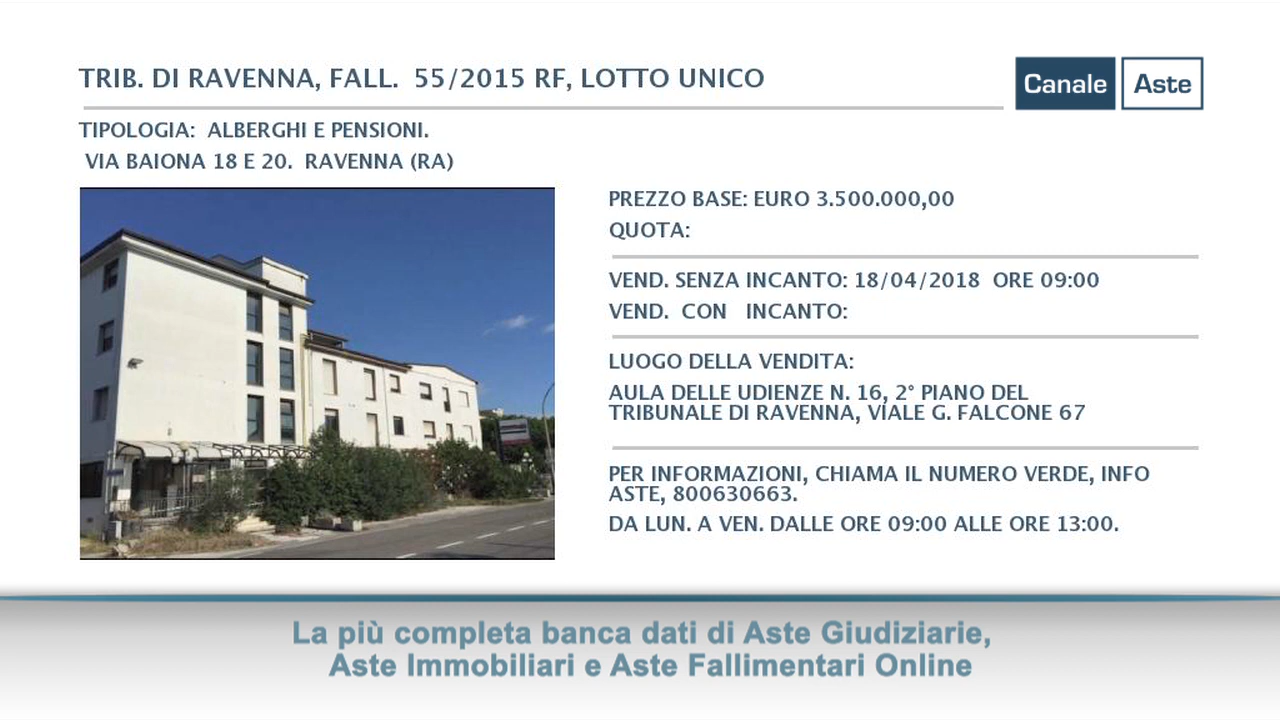 TRIB. DI RAVENNA, FALL. 55/2015 RF, LOTTO UNICO
Canale Aste
TIPOLOGIA: ALBERGHI E PENSIONI.
VIA BAIONA 18 E 20. RAVENNA (RA)
PREZZO BASE: EURO 3.500.000,00
QUOTA:
VEND. SENZA INCANTO: 18/04/2018 ORE 09:00
VEND. CON INCANTO:
LUOGO DELLA VENDITA:
AULA DELLE UDIENZE N. 16, 2° PIANO DEL
TRIBUNALE DI RAVENNA, VIALE G. FALCONE 67
PER INFORMAZIONI, CHIAMA IL NUMERO VERDE, INFO
ASTE, 800630663.
DA LUN. A VEN. DALLE ORE 09:00 ALLE ORE 13:00.
La più completa banca dati di Aste Giudiziarie,
Aste Immobiliari e Aste Fallimentari Online